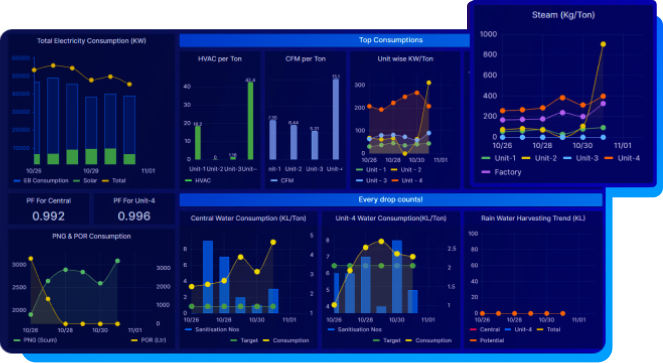 Total Electricity Consumption (KW)
10/26
10/29
11/01
EB Consumption
Solar
Total
Top Consumptions
HVAC per Ton
40
30
20
10
0
18.2
0
1.16
42.4
Unit-1
Unit-2
Unit-3
Unit-
HVAC
CFM per Ton
Unit-2
Unit-3
CFM
Unit wise KW/Ton
300
200
100
0
10/26
10/30
Unit - 1
Unit - 2
Unit - 3
Unit - 4
Steam (Kg/Ton)
1000
800
600
400
200
0
10/26
10/28
10/30
11/01
Unit-1
Unit-2
Unit-3
Unit-4
Factory
PF For Central
0.992
PF For Unit-4
0.996
PNG & POR Consumption
3000
2500
2000
3000
2000
1000
0
10/26
10/28
10/30
11/01
PNG (Scum)
POR (Ltr)
Every drop counts!
Central Water Consumption (KL/Ton)
8
6
4
2
0
5
4
3
2
1
10/26
10/28
10/30
11/01
Sanitisation Nos
Target
Consumption
Unit-4 Water Consumption(KL/Ton)
8
6
4
2.5
2
1.5
1
10/26
10/28
10/30
11/01
Sanitisation Nos
Target
Consumption
Rain Water Harvesting Trend (KL)
100
80
60
40
20
0
10/26
10/28
10/30
11/01
Central
Unit-4
Total
Potential